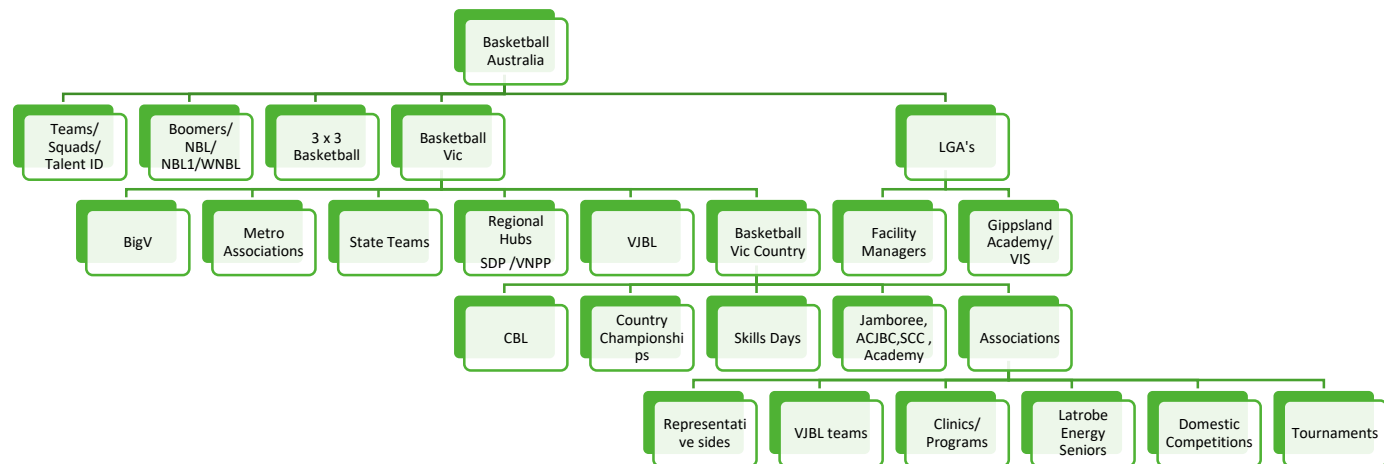 Basketball
Australia
Teams/
Squads/
Talent ID
Boomers/
NBL/
NBL1/WNBL
3 x 3
Basketball
Basketball
Vic
LGA's
BigV
Metro
Associations
State Teams
Regional
Hubs
SDP /VNPP
VJBL
Basketball
Vic Country
Facility
Managers
Gippsland
Academy/
VIS
CBL
Country
Championshi
ps
Skills Days
Jamboree,
ACJBC,SCC ,
Academy
Associations
Representati
ve sides
VJBL teams
Clinics/
Programs
Latrobe
Energy
Seniors
Domestic
Competitions
Tournaments